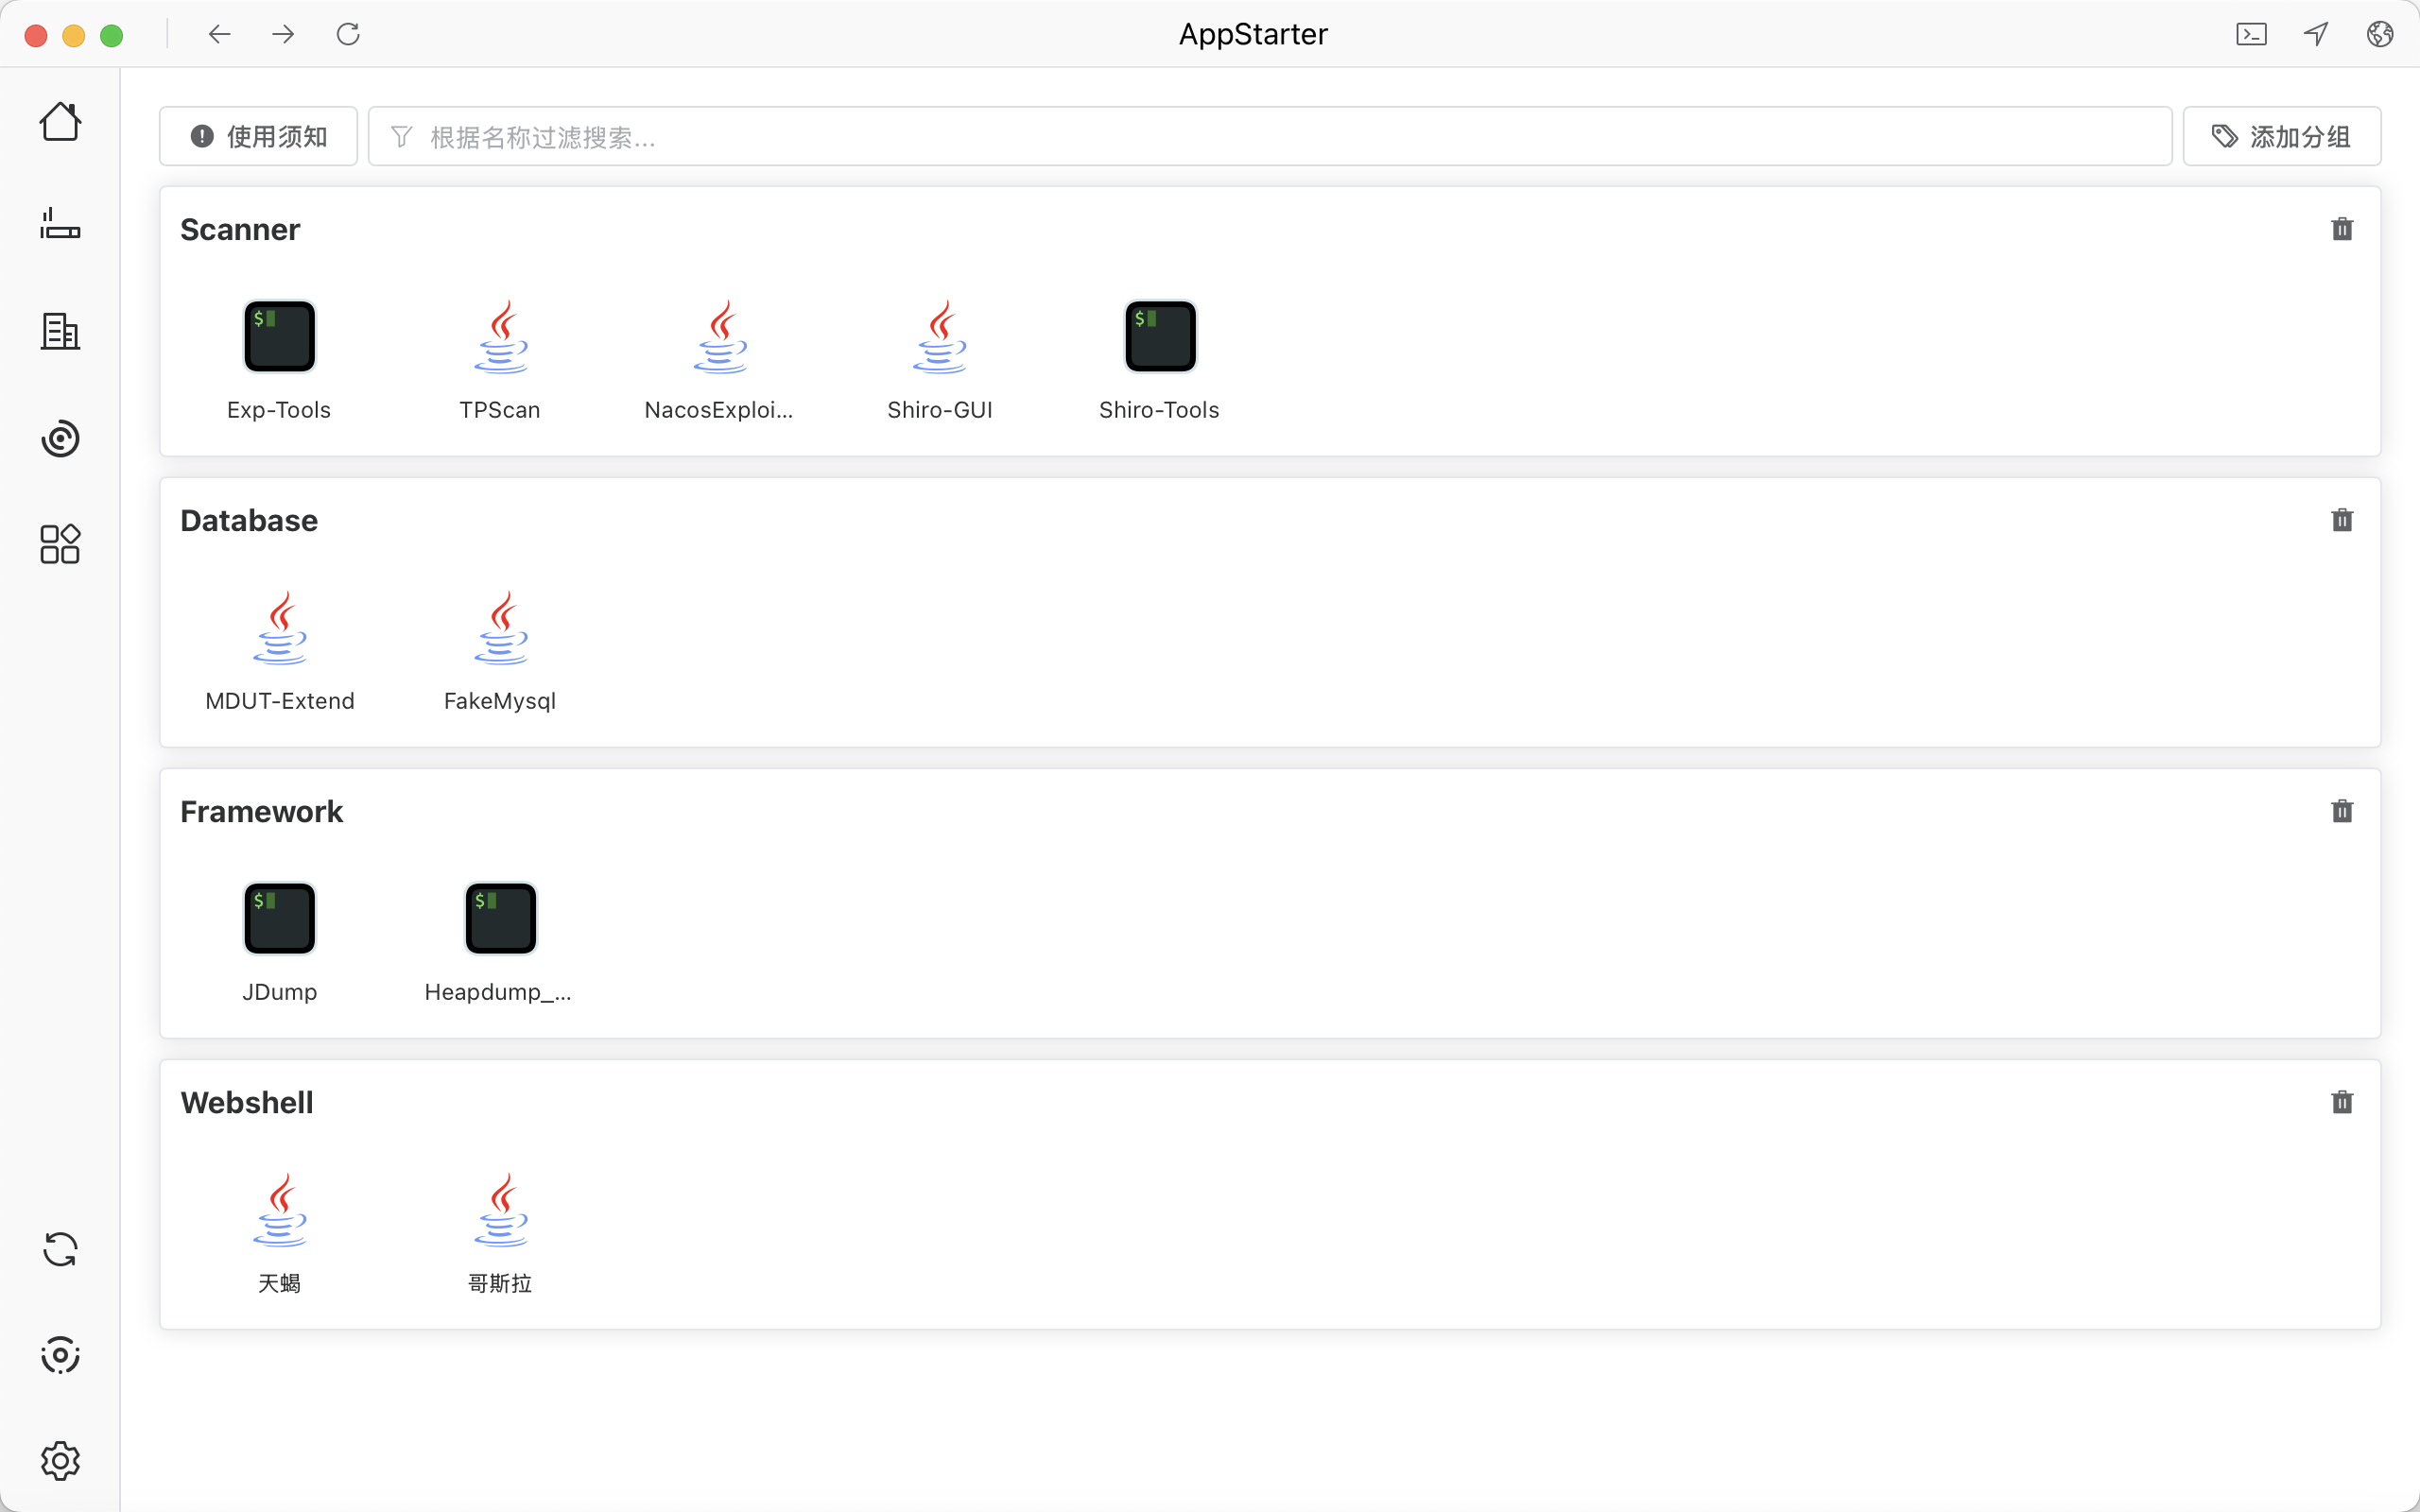 AppStarter
使用须知
根据名称过滤搜索...
添加分组
Scanner
$
$
Exp-Tools
TPScan
NacosExploi...
Shiro-GUI
Shiro-Tools
Database
MDUT-Extend
FakeMysql
Framework
$
$
JDump
Heapdump_...
Webshell
天蝎
哥斯拉